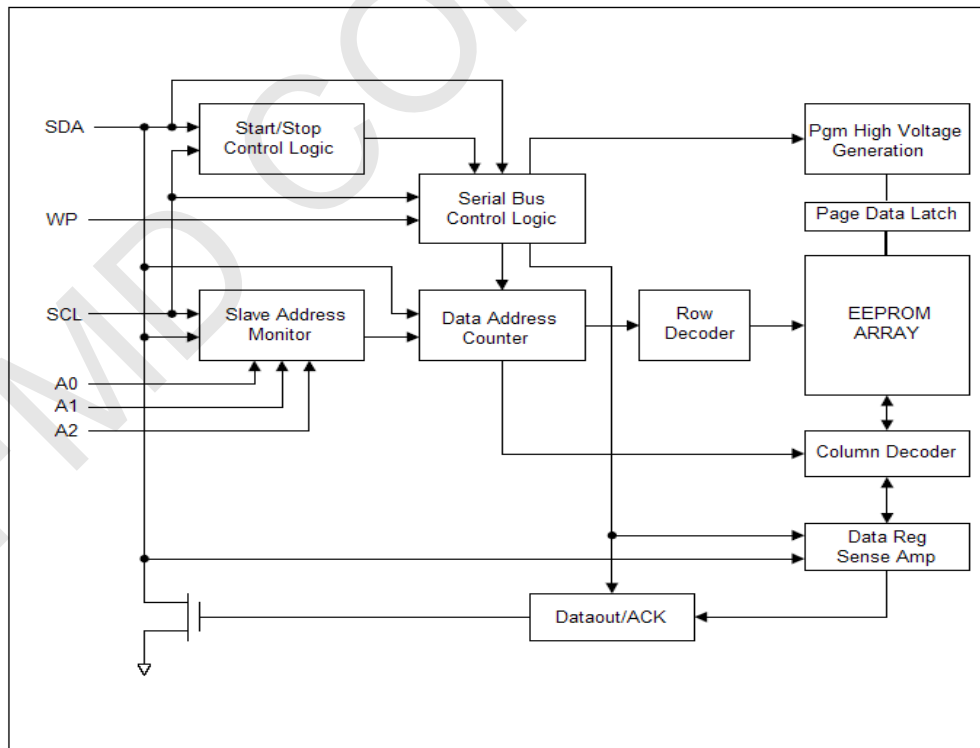 SDA
Start/Stop
Control Logic
Pgm High Voltage
Generation
WP
Serial Bus
Control Logic
Page Data Latch
SCL
Slave Address
Monitor
Data Address
Counter
Row
Decoder
EEPROM
ARRAY
A0
A1
A2
Column Decoder
Data Reg
Sense Amp
Dataout/ACK